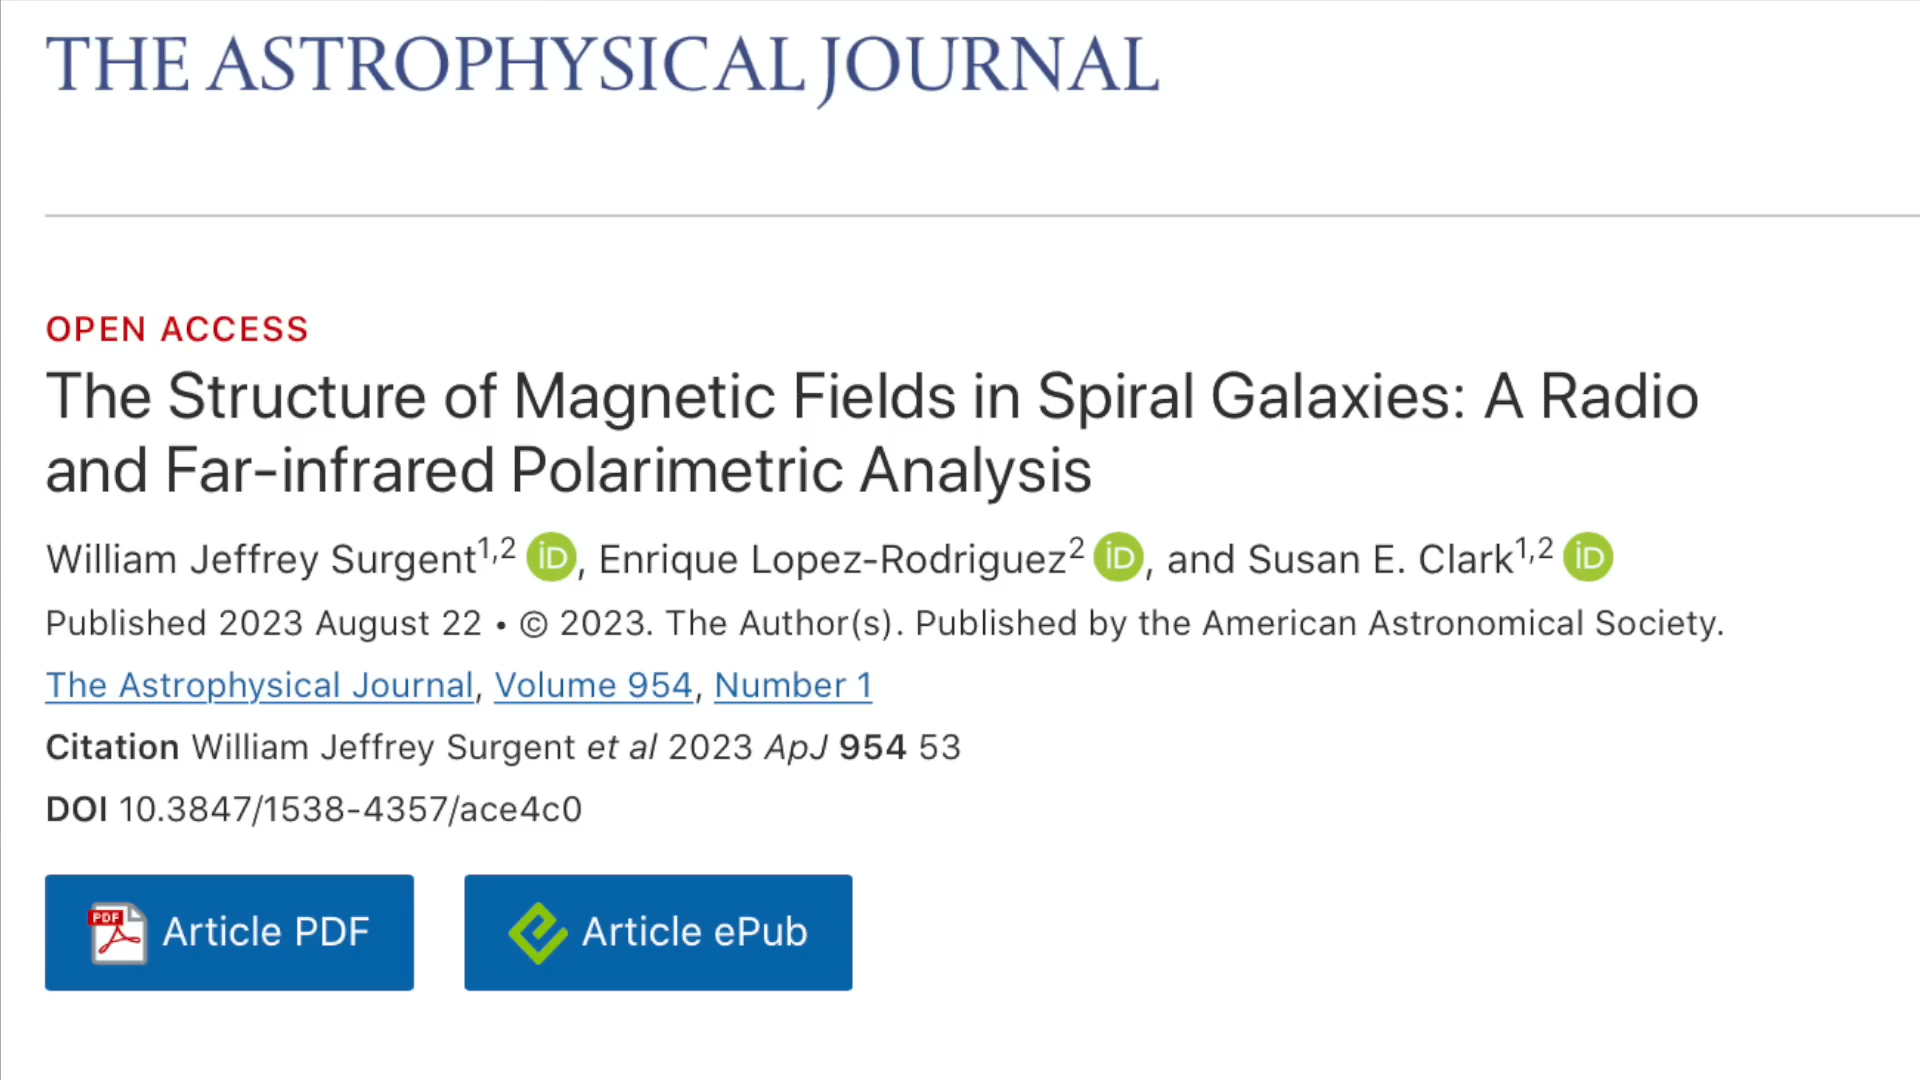 THE ASTROPHYSICAL JOURNAL
OPEN ACCESS
The Structure of Magnetic Fields in Spiral Galaxies: A Radio
and Far-infrared Polarimetric Analysis
William Jeffrey Surgent1,2 iD, Enrique Lopez-Rodriguez2 iD, and Susan E. Clark1,2 iD
Published 2023 August 22 • © 2023. The Author(s). Published by the American Astronomical Society.
The Astrophysical Journal, Volume 954, Number 1
Citation William Jeffrey Surgent et al 2023 ApJ 954 53
DOI 10.3847/1538-4357/ace4c0
PDF Article PDF
Article ePub